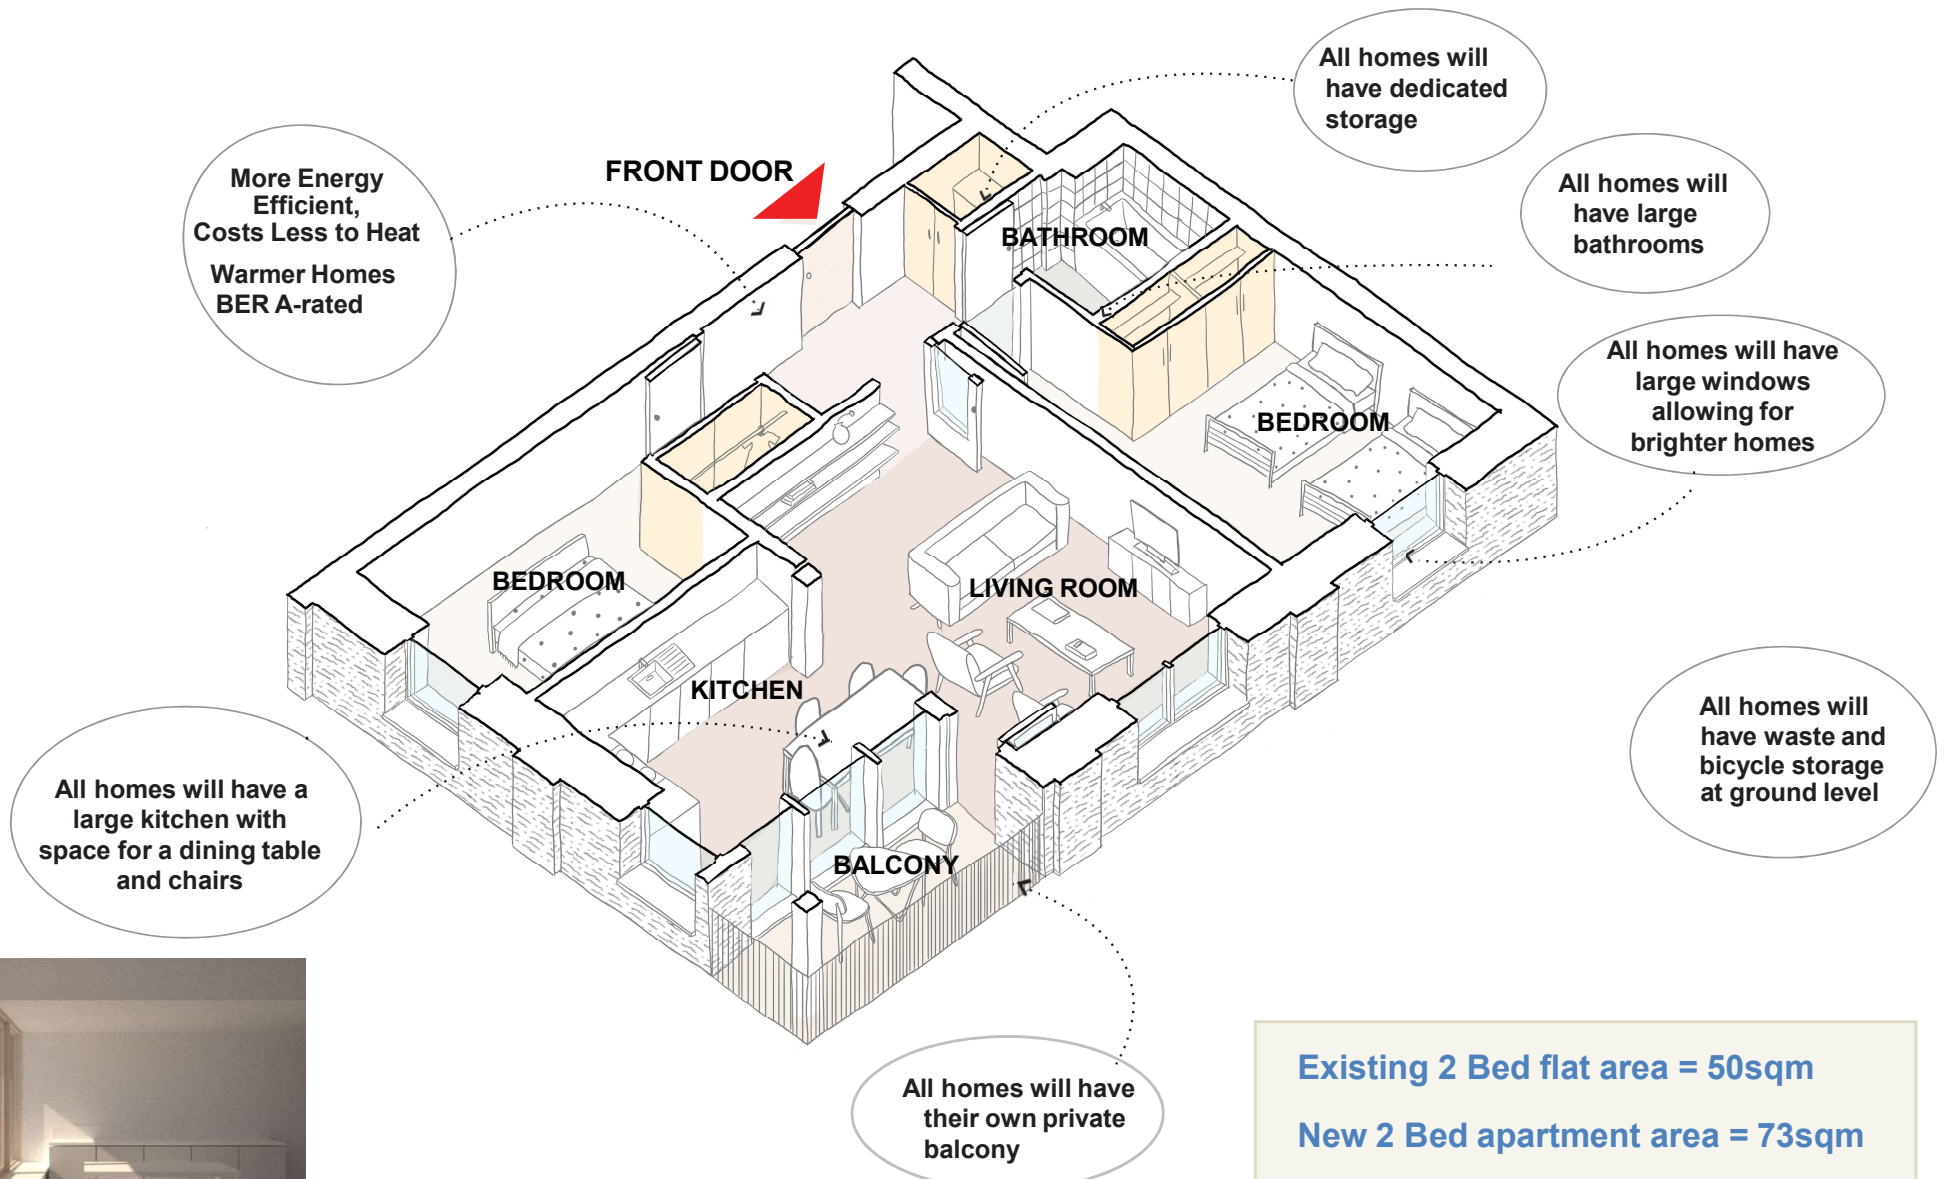 All homes will
have dedicated
storage
FRONT DOOR
More Energy
Efficient,
Costs Less to Heat
Warmer Homes
BER A-rated
All homes will
have large
bathrooms
BATHROOM
All homes will have
large windows
allowing for
brighter homes
BEDROOM
BEDROOM
LIVING ROOM
KITCHEN
All homes will
have waste and
bicycle storage
at ground level
All homes will have a
large kitchen with
space for a dining table
and chairs
BALCONY
All homes will have
their own private
balcony
Existing 2 Bed flat area = 50sqm
New 2 Bed apartment area = 73sqm